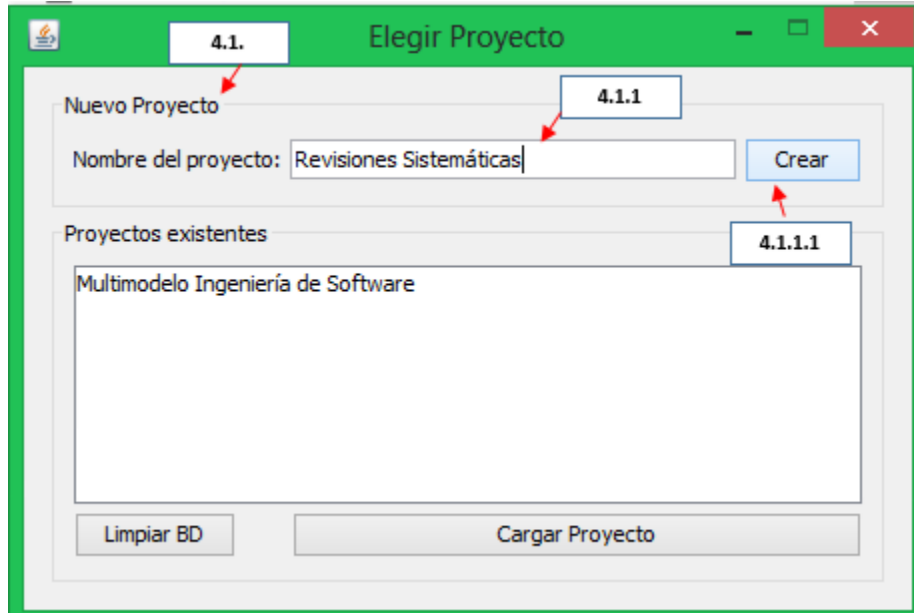 4.1.
Elegir Proyecto
Nuevo Proyecto
4.1.1
Nombre del proyecto:
Revisiones Sistemáticas
Crear
4.1.1.1
Proyectos existentes
Multimodelo Ingeniería de Software
Limpiar BD
Cargar Proyecto